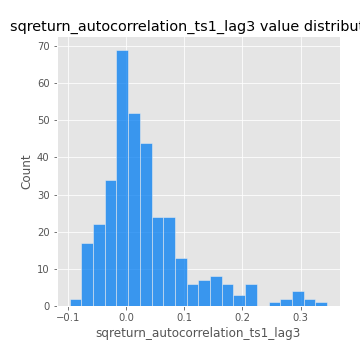 sqreturn_autocorrelation_ts1_lag3 value distribut
70
60
50
40
30
20
10
0
Count
−0.1 0.0 0.1 0.2 0.3
sqreturn_autocorrelation_ts1_lag3